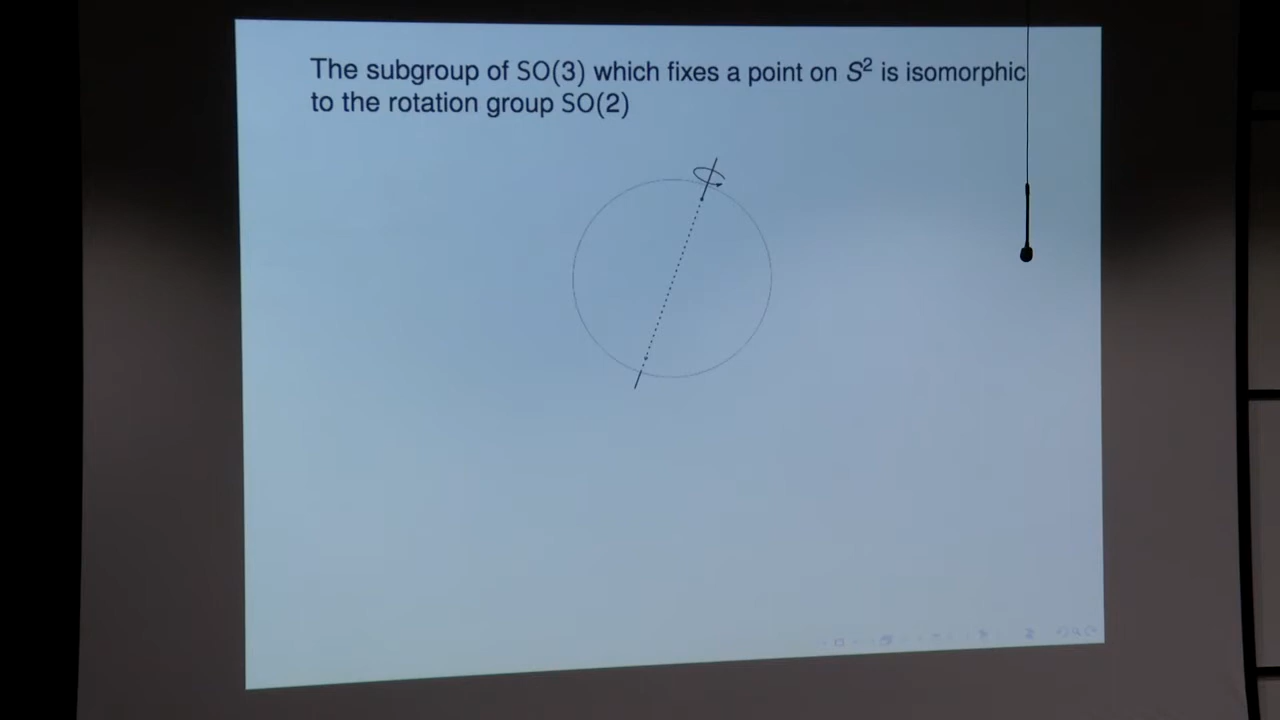 The subgroup of SO(3) which fixes a point on S² is isomorphic
to the rotation group SO(2)